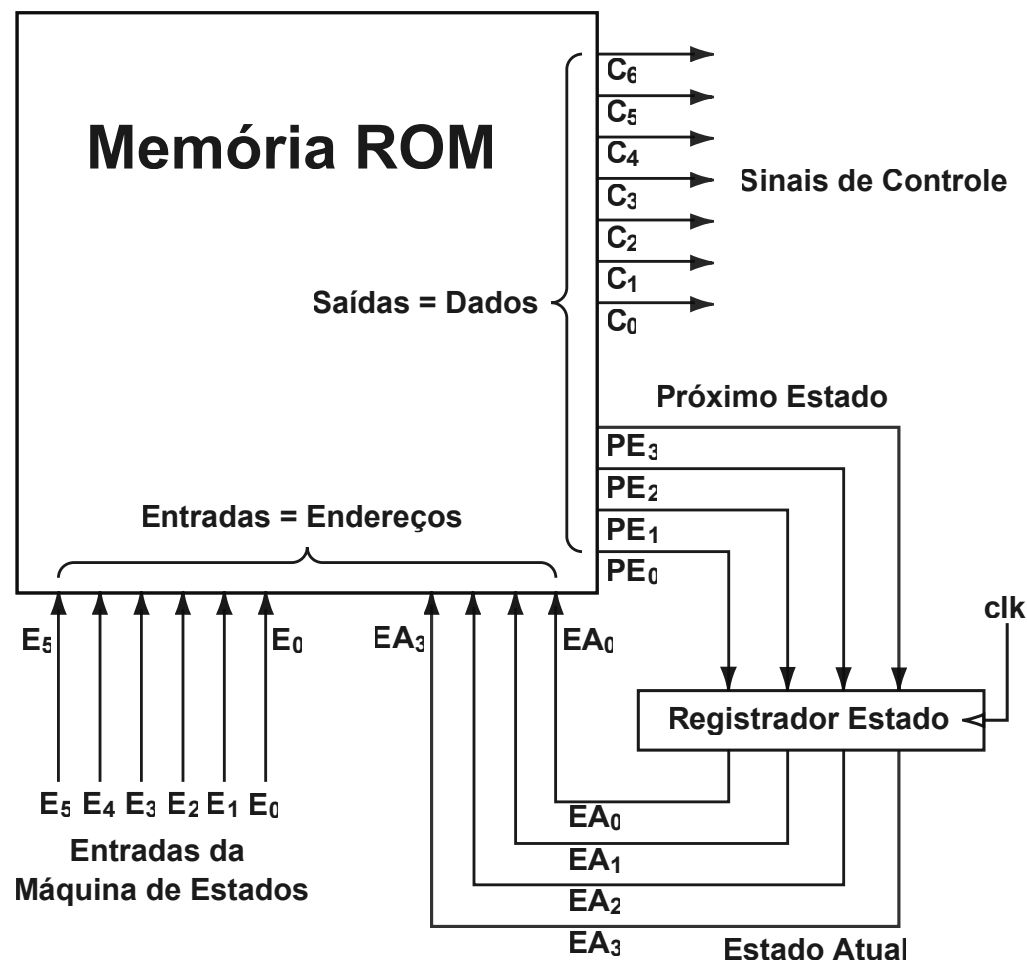 Memória ROM
C6
C5
C4
C3
C2
C1
C0
Sinais de Controle
Saídas = Dados
Próximo Estado
PE3
PE2
PE1
PE0
Entradas = Endereços
E5
E0
EA3
EA0
clk
Registrador Estado
E5 E4 E3 E2 E1 E0
Entradas da
Máquina de Estados
EA0
EA1
EA2
EA3
Estado Atual